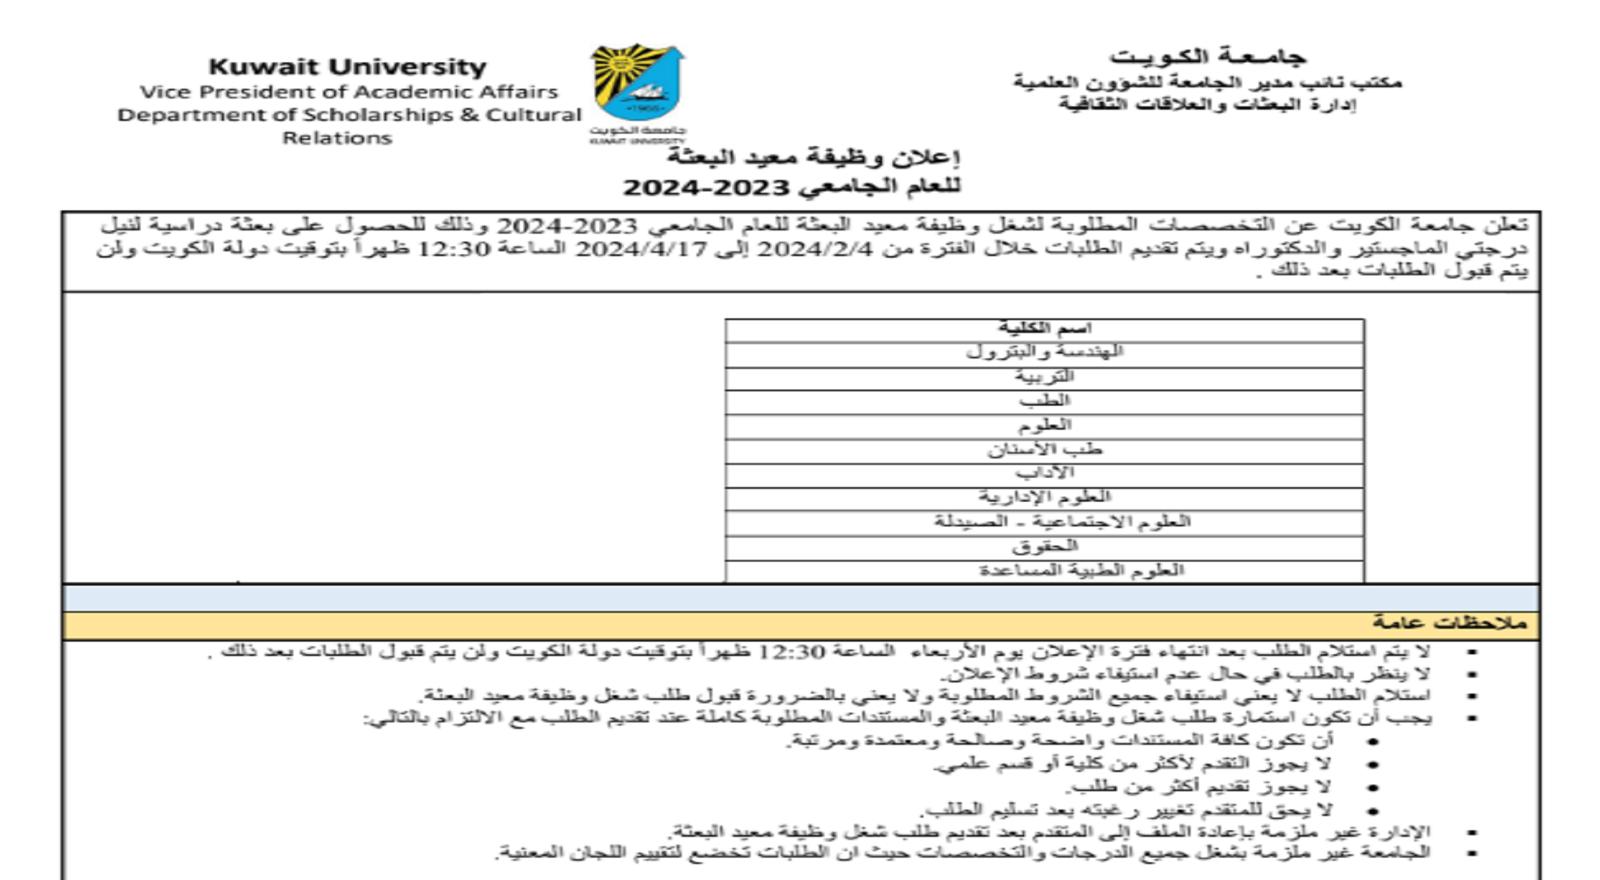 جامعة الكويت
مكتب نائب مدير الجامعة للشؤون العلمية
إدارة البعثات والعلاقات الثقافية
Kuwait University
Vice President of Academic Affairs
Department of Scholarships & Cultural
Relations
1966
جامعة الكويت
KUWAIT UNIVERSITY
إعلان وظيفة معيد البعثة
للعام الجامعي 2023-2024
تعلن جامعة الكويت عن التخصصات المطلوبة لشغل وظيفة معيد البعثة للعام الجامعي 2023-2024 وذلك للحصول على بعثة دراسية لنيل
درجتي الماجستير والدكتوراه ويتم تقديم الطلبات خلال الفترة من 2024/2/4 إلى 2024/4/17 الساعة 12:30 ظهراً بتوقيت دولة الكويت ولن
يتم قبول الطلبات بعد ذلك .
اسم الكلية
الهندسة والبترول
التربية
الطب
العلوم
طب الأسنان
الآداب
العلوم الإدارية
العلوم الاجتماعية - الصيدلة
الحقوق
العلوم الطبية المساعدة
ملاحظات عامة
▪ لا يتم استلام الطلب بعد انتهاء فترة الإعلان يوم الأربعاء الساعة 12:30 ظهراً بتوقيت دولة الكويت ولن يتم قبول الطلبات بعد ذلك .
▪ لا ينظر بالطلب في حال عدم استيفاء شروط الإعلان.
▪ استلام الطلب لا يعني استيفاء جميع الشروط المطلوبة ولا يعني بالضرورة قبول طلب شغل وظيفة معيد البعثة.
▪ يجب أن تكون استمارة طلب شغل وظيفة معيد البعثة والمستندات المطلوبة كاملة عند تقديم الطلب مع الالتزام بالتالي:
• أن تكون كافة المستندات واضحة وصالحة ومعتمدة ومرتبة.
• لا يجوز التقدم لأكثر من كلية أو قسم علمي.
• لا يجوز تقديم أكثر من طلب.
• لا يحق للمتقدم تغيير رغبته بعد تسليم الطلب.
▪ الإدارة غير ملزمة بإعادة الملف إلى المتقدم بعد تقديم طلب شغل وظيفة معيد البعثة.
▪ الجامعة غير ملزمة بشغل جميع الدرجات والتخصصات حيث ان الطلبات تخضع لتقييم اللجان المعنية.